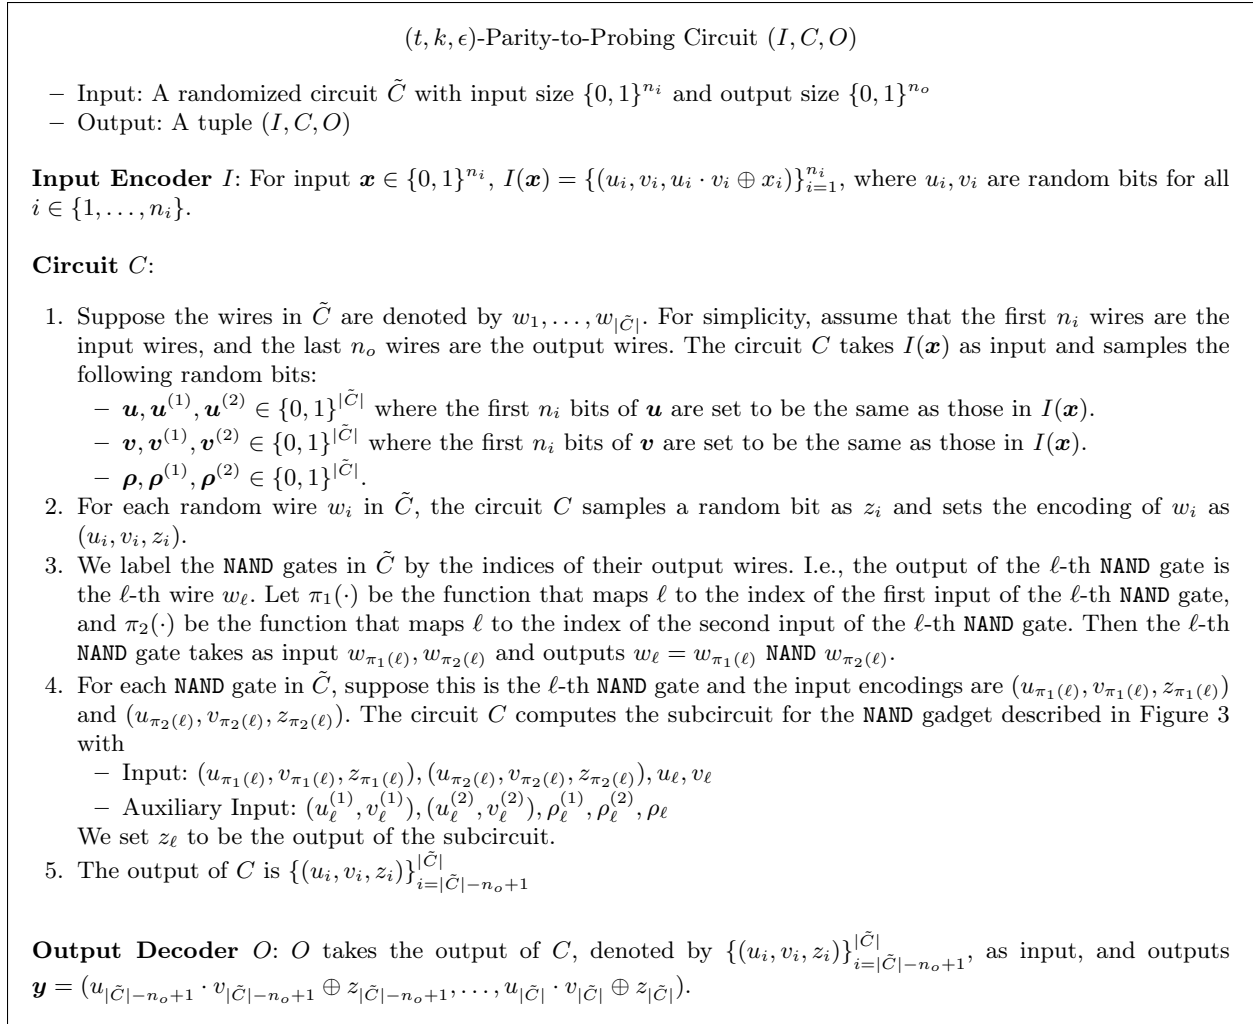 (t, k, ϵ)-Parity-to-Probing Circuit (I, C, O)
– Input: A randomized circuit C̃ with input size {0, 1}^{n_i} and output size {0, 1}^{n_o}
– Output: A tuple (I, C, O)
Input Encoder I: For input x ∈ {0, 1}^{n_i}, I(x) = {(u_i, v_i, u_i · v_i ⊕ x_i)}_{i=1}^{n_i}, where u_i, v_i are random bits for all
i ∈ {1, . . . , n_i}.
Circuit C:
1. Suppose the wires in C̃ are denoted by w_1, . . . , w_{|C̃|}. For simplicity, assume that the first n_i wires are the
input wires, and the last n_o wires are the output wires. The circuit C takes I(x) as input and samples the
following random bits:
– u, u^{(1)}, u^{(2)} ∈ {0, 1}^{|C̃|} where the first n_i bits of u are set to be the same as those in I(x).
– v, v^{(1)}, v^{(2)} ∈ {0, 1}^{|C̃|} where the first n_i bits of v are set to be the same as those in I(x).
– ρ, ρ^{(1)}, ρ^{(2)} ∈ {0, 1}^{|C̃|}.
2. For each random wire w_i in C̃, the circuit C samples a random bit as z_i and sets the encoding of w_i as
(u_i, v_i, z_i).
3. We label the NAND gates in C̃ by the indices of their output wires. I.e., the output of the ℓ-th NAND gate is
the ℓ-th wire w_ℓ. Let π_1(·) be the function that maps ℓ to the index of the first input of the ℓ-th NAND gate,
and π_2(·) be the function that maps ℓ to the index of the second input of the ℓ-th NAND gate. Then the ℓ-th
NAND gate takes as input w_{π_1(ℓ)}, w_{π_2(ℓ)} and outputs w_ℓ = w_{π_1(ℓ)} NAND w_{π_2(ℓ)}.
4. For each NAND gate in C̃, suppose this is the ℓ-th NAND gate and the input encodings are (u_{π_1(ℓ)}, v_{π_1(ℓ)}, z_{π_1(ℓ)})
and (u_{π_2(ℓ)}, v_{π_2(ℓ)}, z_{π_2(ℓ)}). The circuit C computes the subcircuit for the NAND gadget described in Figure 3
with
– Input: (u_{π_1(ℓ)}, v_{π_1(ℓ)}, z_{π_1(ℓ)}), (u_{π_2(ℓ)}, v_{π_2(ℓ)}, z_{π_2(ℓ)}), u_ℓ, v_ℓ
– Auxiliary Input: (u_ℓ^{(1)}, v_ℓ^{(1)}), (u_ℓ^{(2)}, v_ℓ^{(2)}), ρ_ℓ^{(1)}, ρ_ℓ^{(2)}, ρ_ℓ
We set z_ℓ to be the output of the subcircuit.
5. The output of C is {(u_i, v_i, z_i)}_{i=|C̃|−n_o+1}^{|C̃|}
Output Decoder O: O takes the output of C, denoted by {(u_i, v_i, z_i)}_{i=|C̃|−n_o+1}^{|C̃|}, as input, and outputs
y = (u_{|C̃|−n_o+1} · v_{|C̃|−n_o+1} ⊕ z_{|C̃|−n_o+1}, . . . , u_{|C̃|} · v_{|C̃|} ⊕ z_{|C̃|}).